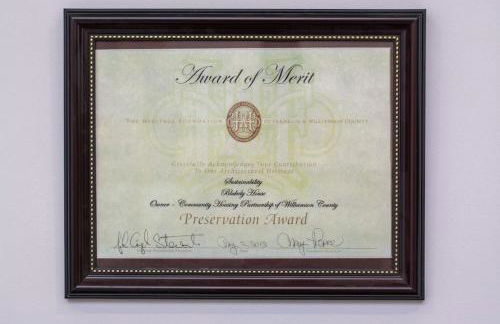 Award of Merit
The Heritage Foundation of Franklin & Williamson County
Gratefully Acknowledges Your Contribution
To Our Architectural Heritage
Sustainability
Blakely House
Owner - Community Housing Partnership of Williamson County
Preservation Award